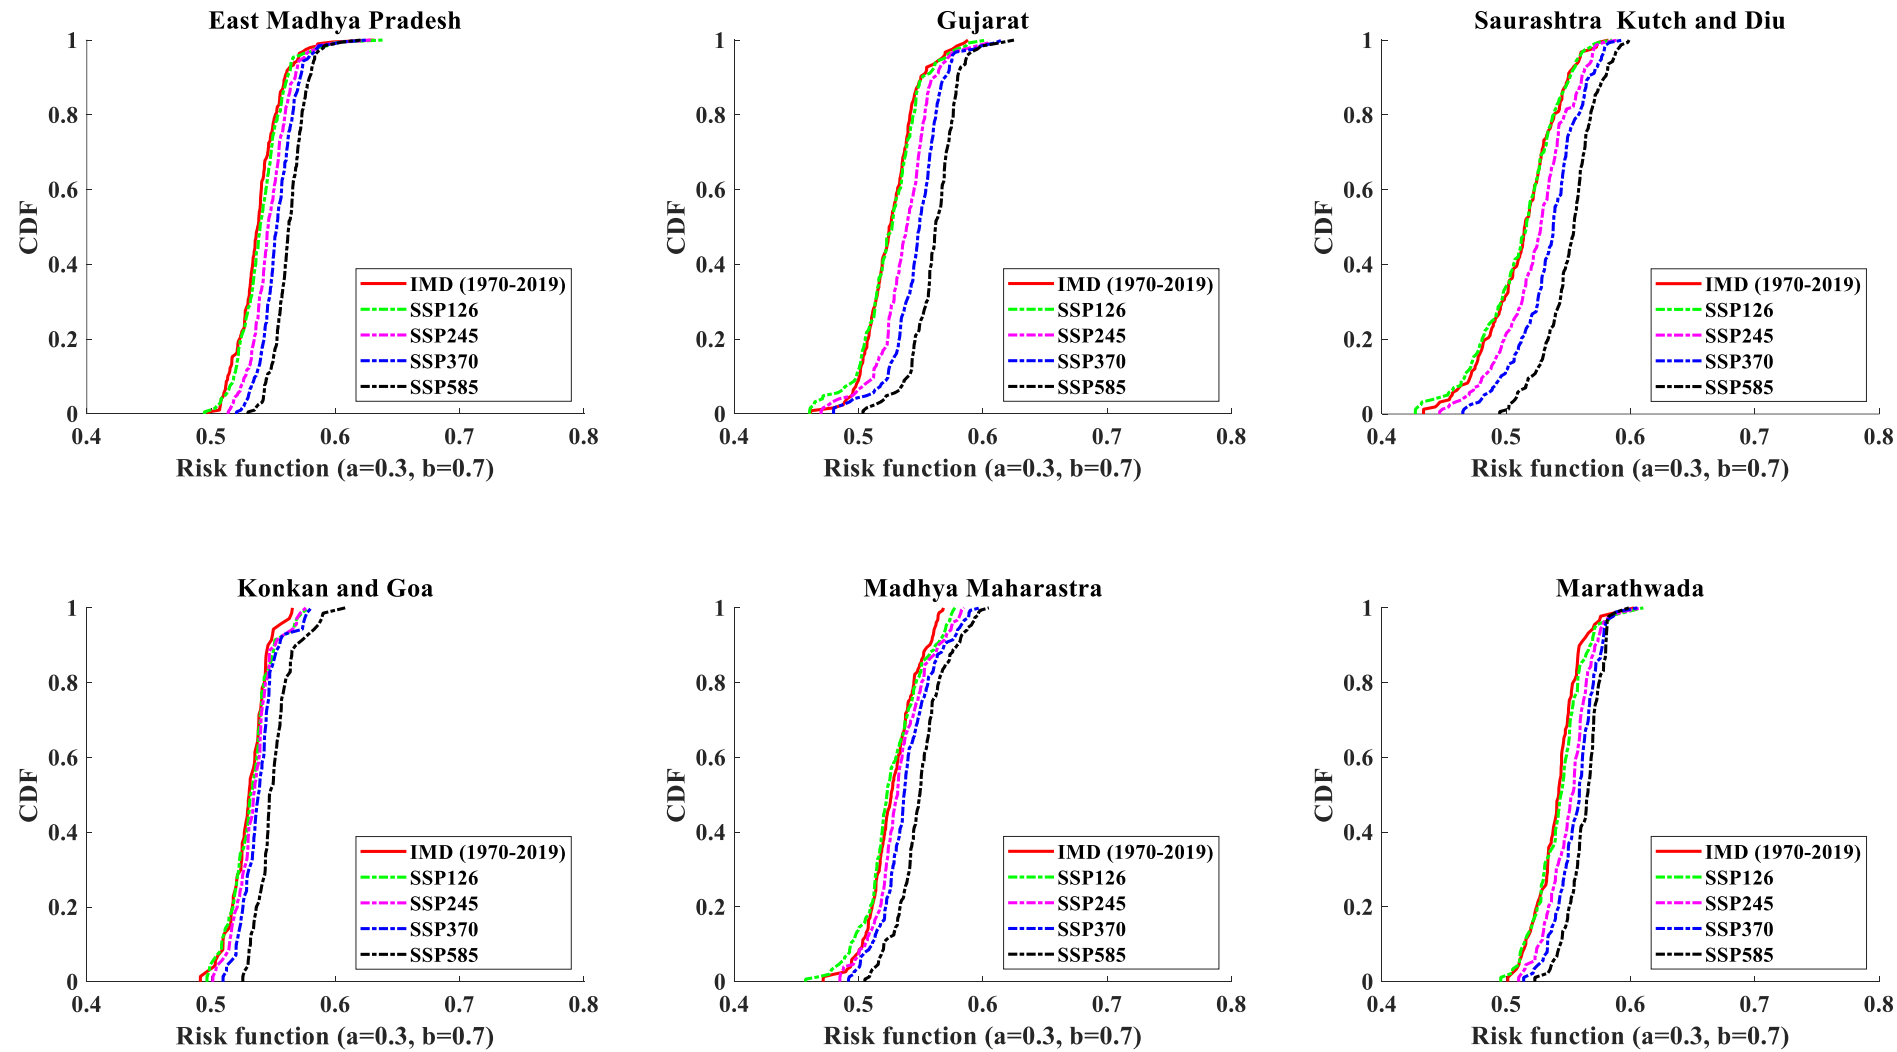 East Madhya Pradesh
1
0.8
0.6
0.4
0.2
0
CDF
IMD (1970-2019)
SSP126
SSP245
SSP370
SSP585
0.4 0.5 0.6 0.7 0.8
Risk function (a=0.3, b=0.7)
Gujarat
1
0.8
0.6
0.4
0.2
0
CDF
IMD (1970-2019)
SSP126
SSP245
SSP370
SSP585
0.4 0.5 0.6 0.7 0.8
Risk function (a=0.3, b=0.7)
Saurashtra Kutch and Diu
1
0.8
0.6
0.4
0.2
0
CDF
IMD (1970-2019)
SSP126
SSP245
SSP370
SSP585
0.4 0.5 0.6 0.7 0.8
Risk function (a=0.3, b=0.7)
Konkan and Goa
1
0.8
0.6
0.4
0.2
0
CDF
IMD (1970-2019)
SSP126
SSP245
SSP370
SSP585
0.4 0.5 0.6 0.7 0.8
Risk function (a=0.3, b=0.7)
Madhya Maharastra
1
0.8
0.6
0.4
0.2
0
CDF
IMD (1970-2019)
SSP126
SSP245
SSP370
SSP585
0.4 0.5 0.6 0.7 0.8
Risk function (a=0.3, b=0.7)
Marathwada
1
0.8
0.6
0.4
0.2
0
CDF
IMD (1970-2019)
SSP126
SSP245
SSP370
SSP585
0.4 0.5 0.6 0.7 0.8
Risk function (a=0.3, b=0.7)